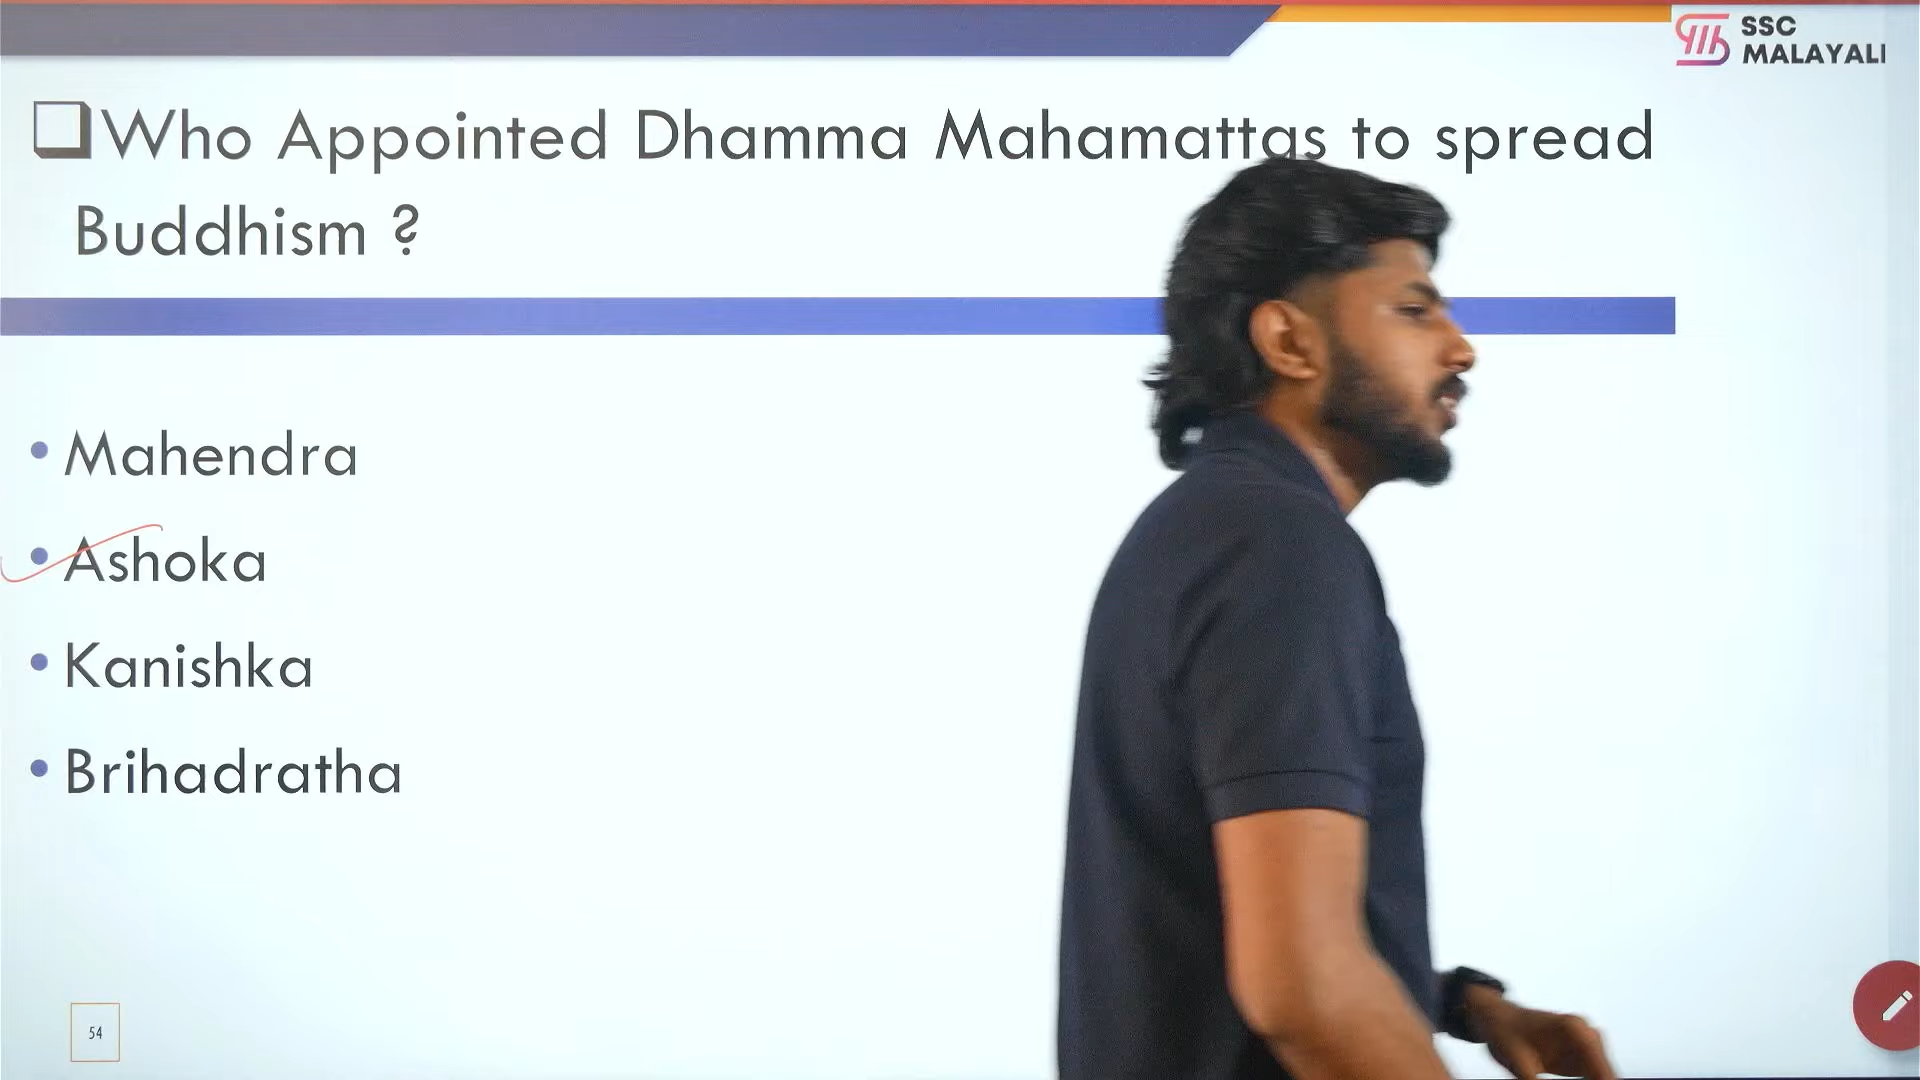 SSC
MALAYALI
Who Appointed Dhamma Mahamattas to spread
Buddhism ?
• Mahendra
• Ashoka
• Kanishka
• Brihadratha
54